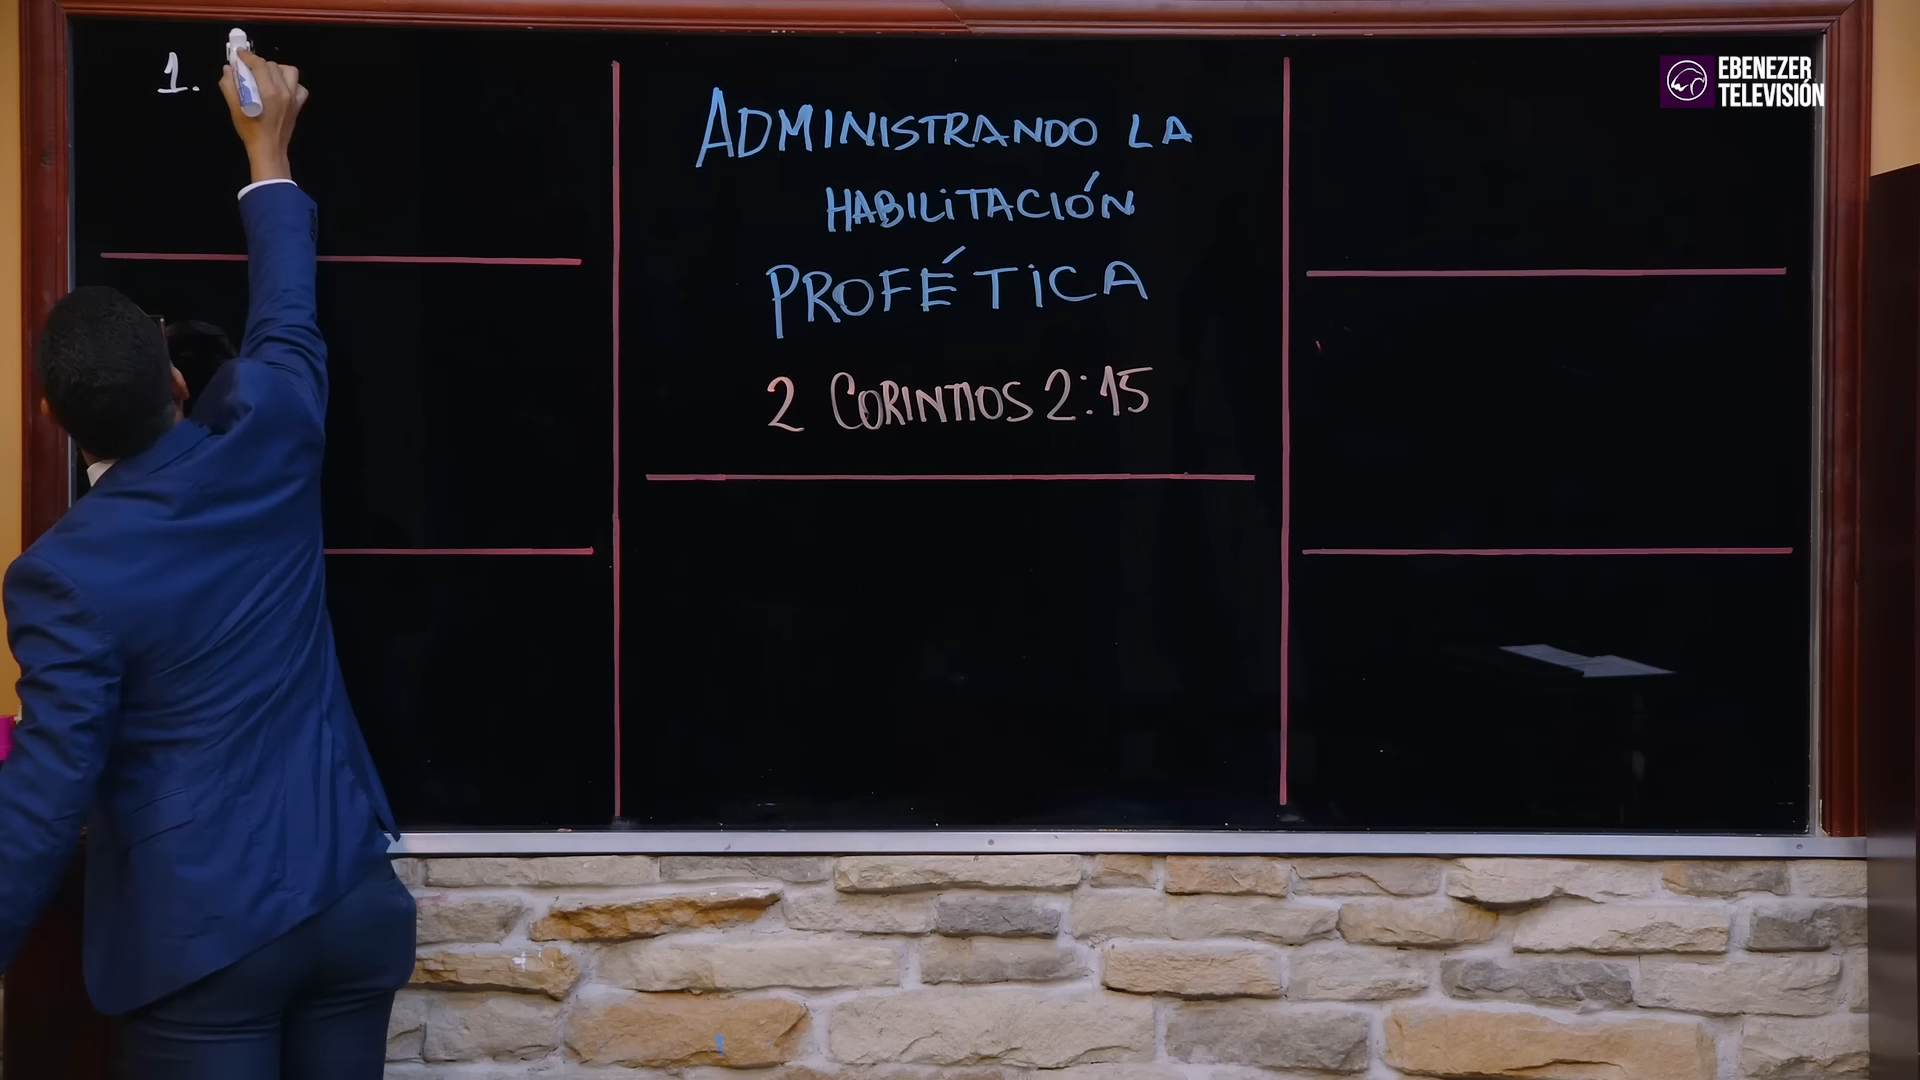 1.
ADMINISTRANDO LA
HABILITACIÓN
PROFÉTICA
2 CORINTIOS 2:15
EBENEZER
TELEVISIÓN